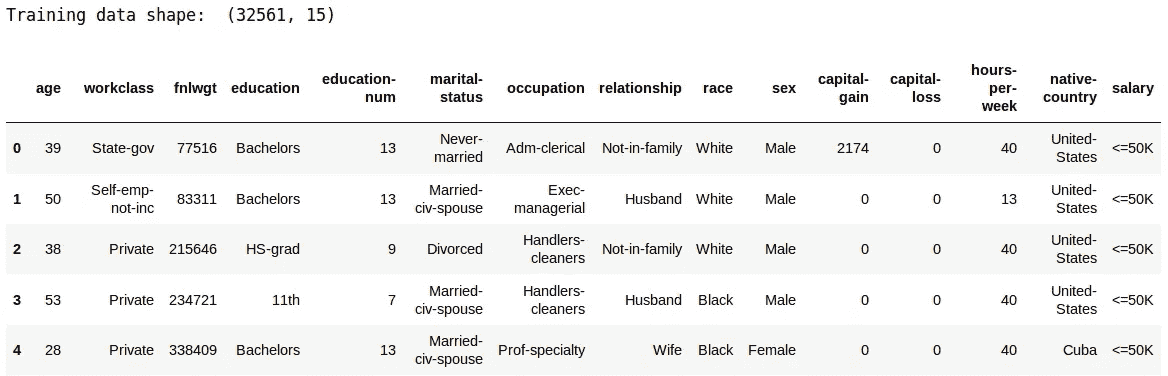 Training data shape:  (32561, 15)
age workclass fnlwgt education education-num marital-status occupation relationship race sex capital-gain capital-loss hours-per-week native-country salary
0 39 State-gov 77516 Bachelors 13 Never-married Adm-clerical Not-in-family White Male 2174 0 40 United-States <=50K
1 50 Self-emp-not-inc 83311 Bachelors 13 Married-civ-spouse Exec-managerial Husband White Male 0 0 13 United-States <=50K
2 38 Private 215646 HS-grad 9 Divorced Handlers-cleaners Not-in-family White Male 0 0 40 United-States <=50K
3 53 Private 234721 11th 7 Married-civ-spouse Handlers-cleaners Husband Black Male 0 0 40 United-States <=50K
4 28 Private 338409 Bachelors 13 Married-civ-spouse Prof-specialty Wife Black Female 0 0 40 Cuba <=50K